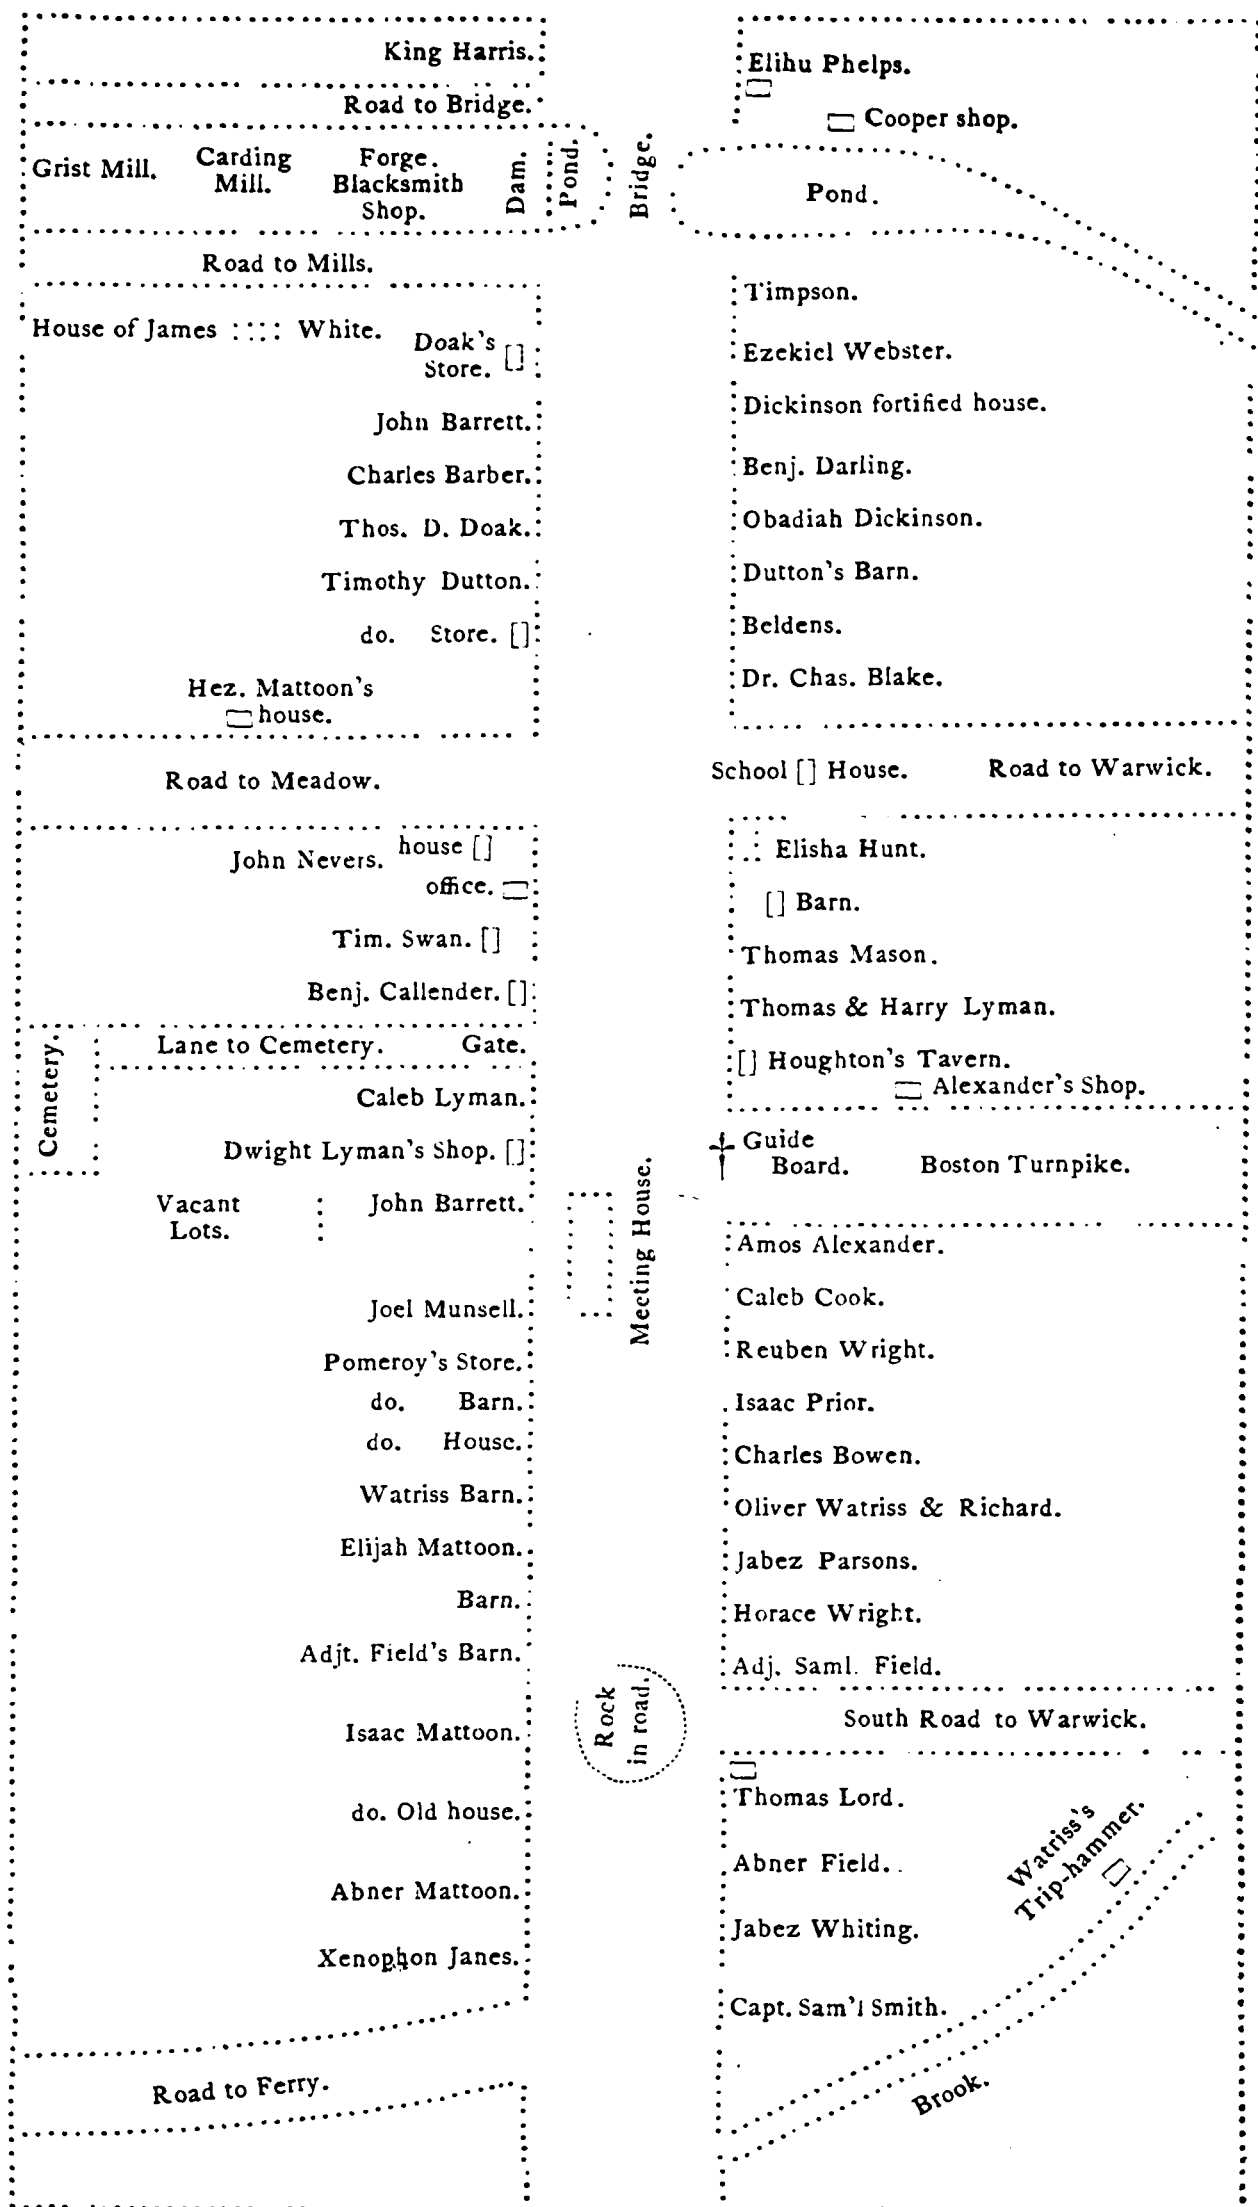 King Harris.
Road to Bridge.
Grist Mill.
Carding
Mill.
Forge.
Blacksmith
Shop.
Dam.
Pond.
Road to Mills.
House of James White.
Doak's
Store.
John Barrett.
Charles Barber.
Thos. D. Doak.
Timothy Dutton.
do. Store.
Hez. Mattoon's
house.
Road to Meadow.
John Nevers. house
office.
Tim. Swan.
Benj. Callender.
Lane to Cemetery. Gate.
Cemetery.
Caleb Lyman.
Dwight Lyman's Shop.
Vacant
Lots.
John Barrett.
Joel Munsell.
Pomeroy's Store.
do. Barn.
do. House.
Watriss Barn.
Elijah Mattoon.
Barn.
Adjt. Field's Barn.
Isaac Mattoon.
do. Old house.
Abner Mattoon.
Xenophon Janes.
Road to Ferry.
Bridge.
Meeting House.
Rock
in road.
Elihu Phelps.
Cooper shop.
Pond.
Timpson.
Ezekiel Webster.
Dickinson fortified house.
Benj. Darling.
Obadiah Dickinson.
Dutton's Barn.
Beldens.
Dr. Chas. Blake.
School House. Road to Warwick.
Elisha Hunt.
Barn.
Thomas Mason.
Thomas & Harry Lyman.
Houghton's Tavern.
Alexander's Shop.
Guide
Board.
Boston Turnpike.
Amos Alexander.
Caleb Cook.
Reuben Wright.
Isaac Prior.
Charles Bowen.
Oliver Watriss & Richard.
Jabez Parsons.
Horace Wright.
Adj. Saml. Field.
South Road to Warwick.
Thomas Lord.
Abner Field.
Jabez Whiting.
Capt. Sam'l Smith.
Watriss's
Trip-hammer.
Brook.